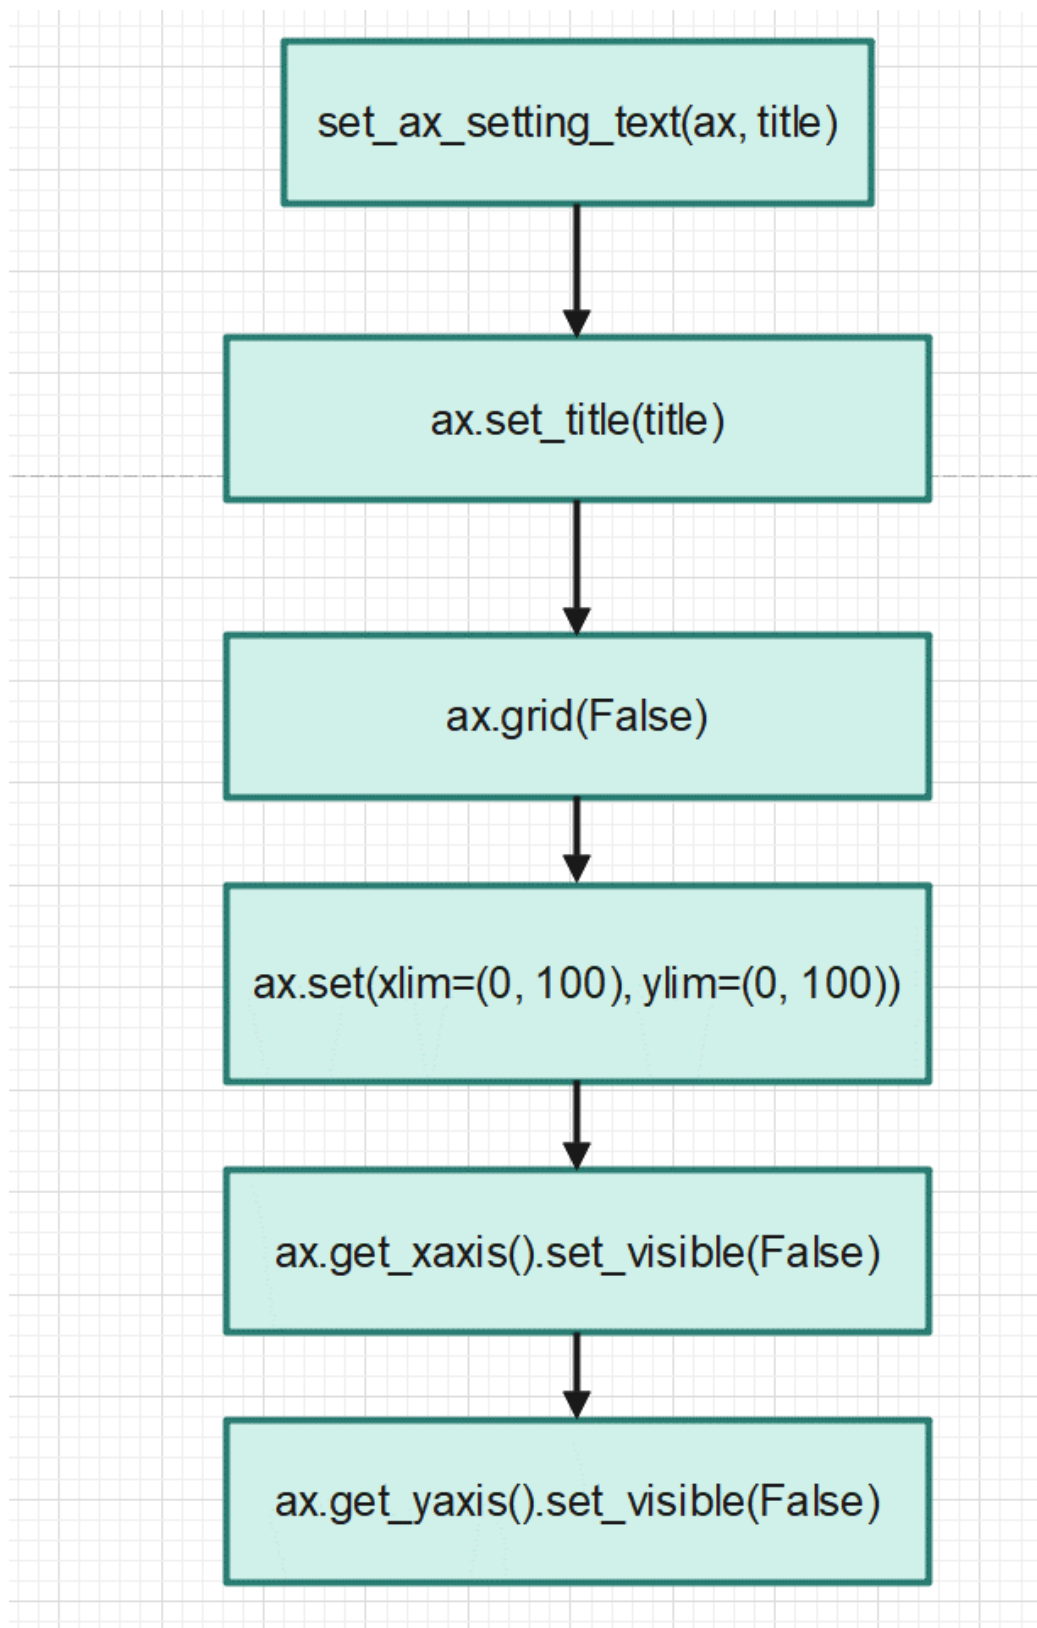 set_ax_setting_text(ax, title)
ax.set_title(title)
ax.grid(False)
ax.set(xlim=(0, 100), ylim=(0, 100))
ax.get_xaxis().set_visible(False)
ax.get_yaxis().set_visible(False)